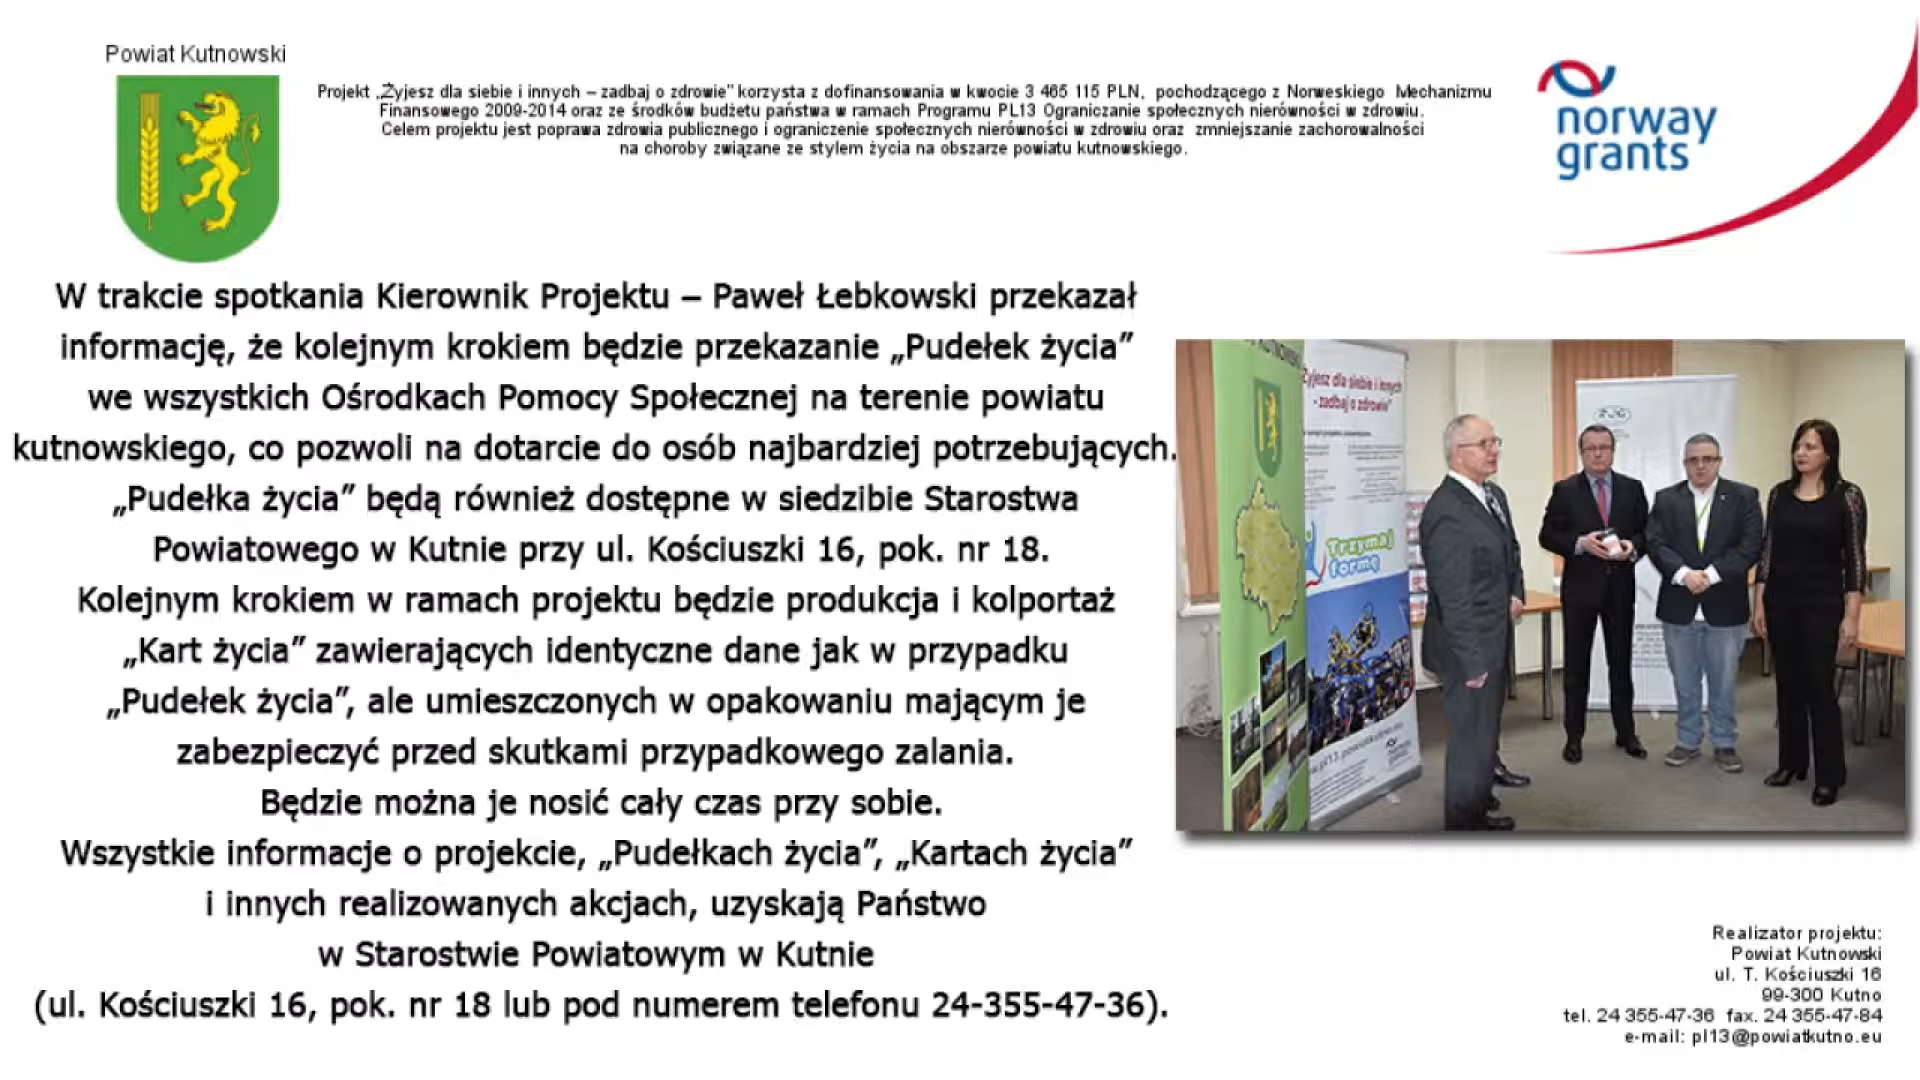 Powiat Kutnowski
Projekt „Żyjesz dla siebie i innych – zadbaj o zdrowie" korzysta z dofinansowania w kwocie 3 465 115 PLN, pochodzącego z Norweskiego Mechanizmu
Finansowego 2009-2014 oraz ze środków budżetu państwa w ramach Programu PL13 Ograniczanie społecznych nierówności w zdrowiu.
Celem projektu jest poprawa zdrowia publicznego i ograniczenie społecznych nierówności w zdrowiu oraz zmniejszanie zachorowalności
na choroby związane ze stylem życia na obszarze powiatu kutnowskiego.
norway
grants
W trakcie spotkania Kierownik Projektu – Paweł Łebkowski przekazał
informację, że kolejnym krokiem będzie przekazanie „Pudełek życia”
we wszystkich Ośrodkach Pomocy Społecznej na terenie powiatu
kutnowskiego, co pozwoli na dotarcie do osób najbardziej potrzebujących.
„Pudełka życia” będą również dostępne w siedzibie Starostwa
Powiatowego w Kutnie przy ul. Kościuszki 16, pok. nr 18.
Kolejnym krokiem w ramach projektu będzie produkcja i kolportaż
„Kart życia” zawierających identyczne dane jak w przypadku
„Pudełek życia”, ale umieszczonych w opakowaniu mającym je
zabezpieczyć przed skutkami przypadkowego zalania.
Będzie można je nosić cały czas przy sobie.
Wszystkie informacje o projekcie, „Pudełkach życia”, „Kartach życia”
i innych realizowanych akcjach, uzyskają Państwo
w Starostwie Powiatowym w Kutnie
(ul. Kościuszki 16, pok. nr 18 lub pod numerem telefonu 24-355-47-36).
Żyjesz dla siebie i innych
- zadbaj o zdrowie"
Trzymaj
formę
Realizator projektu:
Powiat Kutnowski
ul. T. Kościuszki 16
99-300 Kutno
tel. 24 355-47-36 fax. 24 355-47-84
e-mail: pl13@powiatkutno.eu